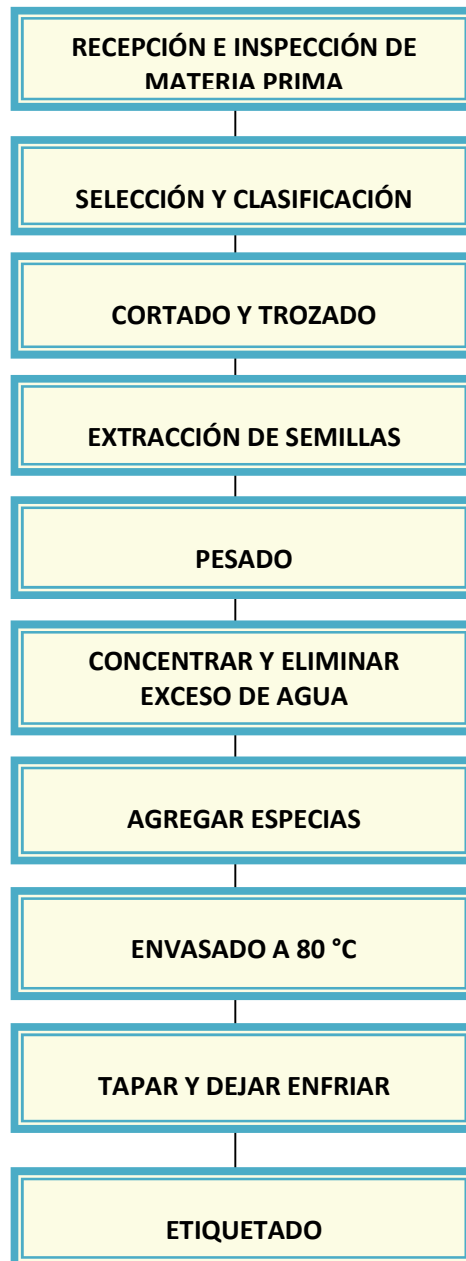 RECEPCIÓN E INSPECCIÓN DE
MATERIA PRIMA
SELECCIÓN Y CLASIFICACIÓN
CORTADO Y TROZADO
EXTRACCIÓN DE SEMILLAS
PESADO
CONCENTRAR Y ELIMINAR
EXCESO DE AGUA
AGREGAR ESPECIAS
ENVASADO A 80 °C
TAPAR Y DEJAR ENFRIAR
ETIQUETADO